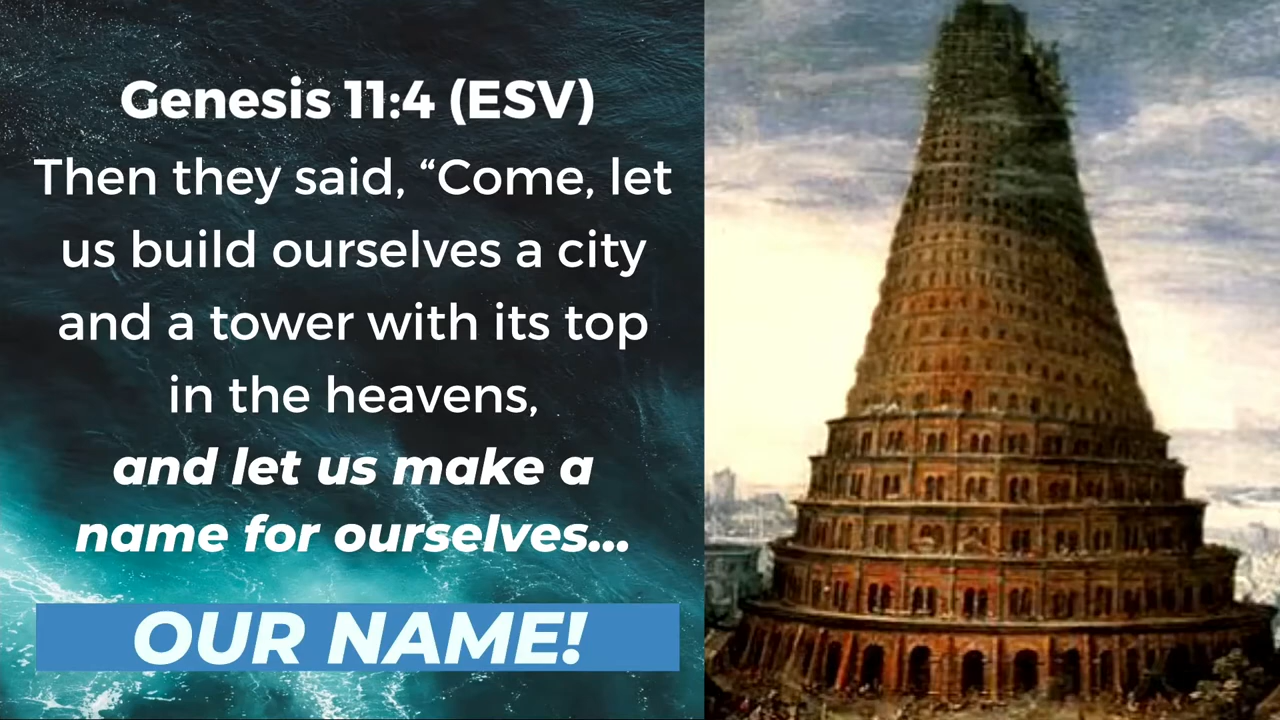 Genesis 11:4 (ESV)
Then they said, “Come, let
us build ourselves a city
and a tower with its top
in the heavens,
and let us make a
name for ourselves...
OUR NAME!